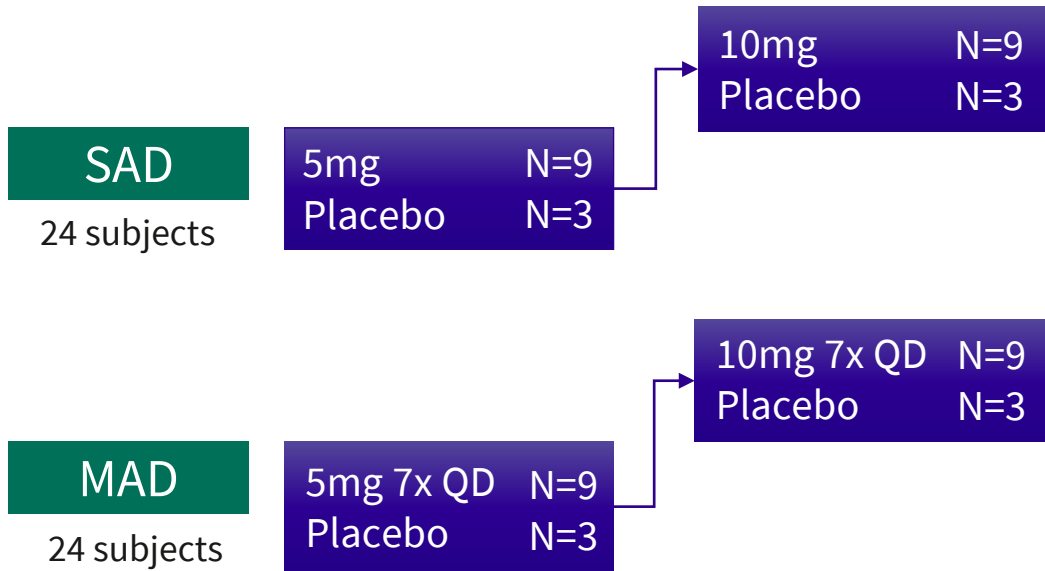 10mg N=9
Placebo N=3
SAD
24 subjects
5mg N=9
Placebo N=3
10mg 7x QD N=9
Placebo N=3
MAD
24 subjects
5mg 7x QD N=9
Placebo N=3